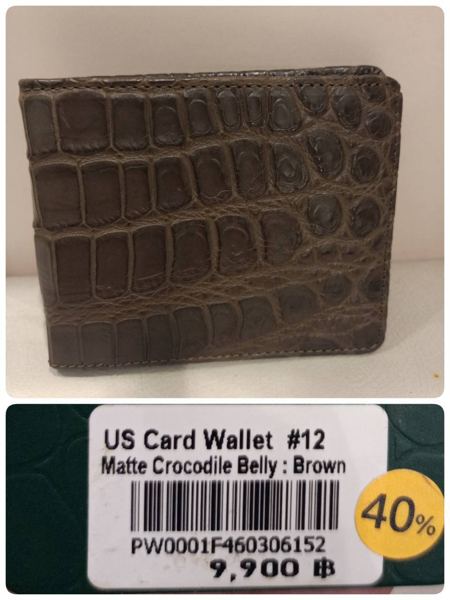 US Card Wallet #12
Matte Crocodile Belly : Brown
PW0001F460306152
9,900 ฿
40%